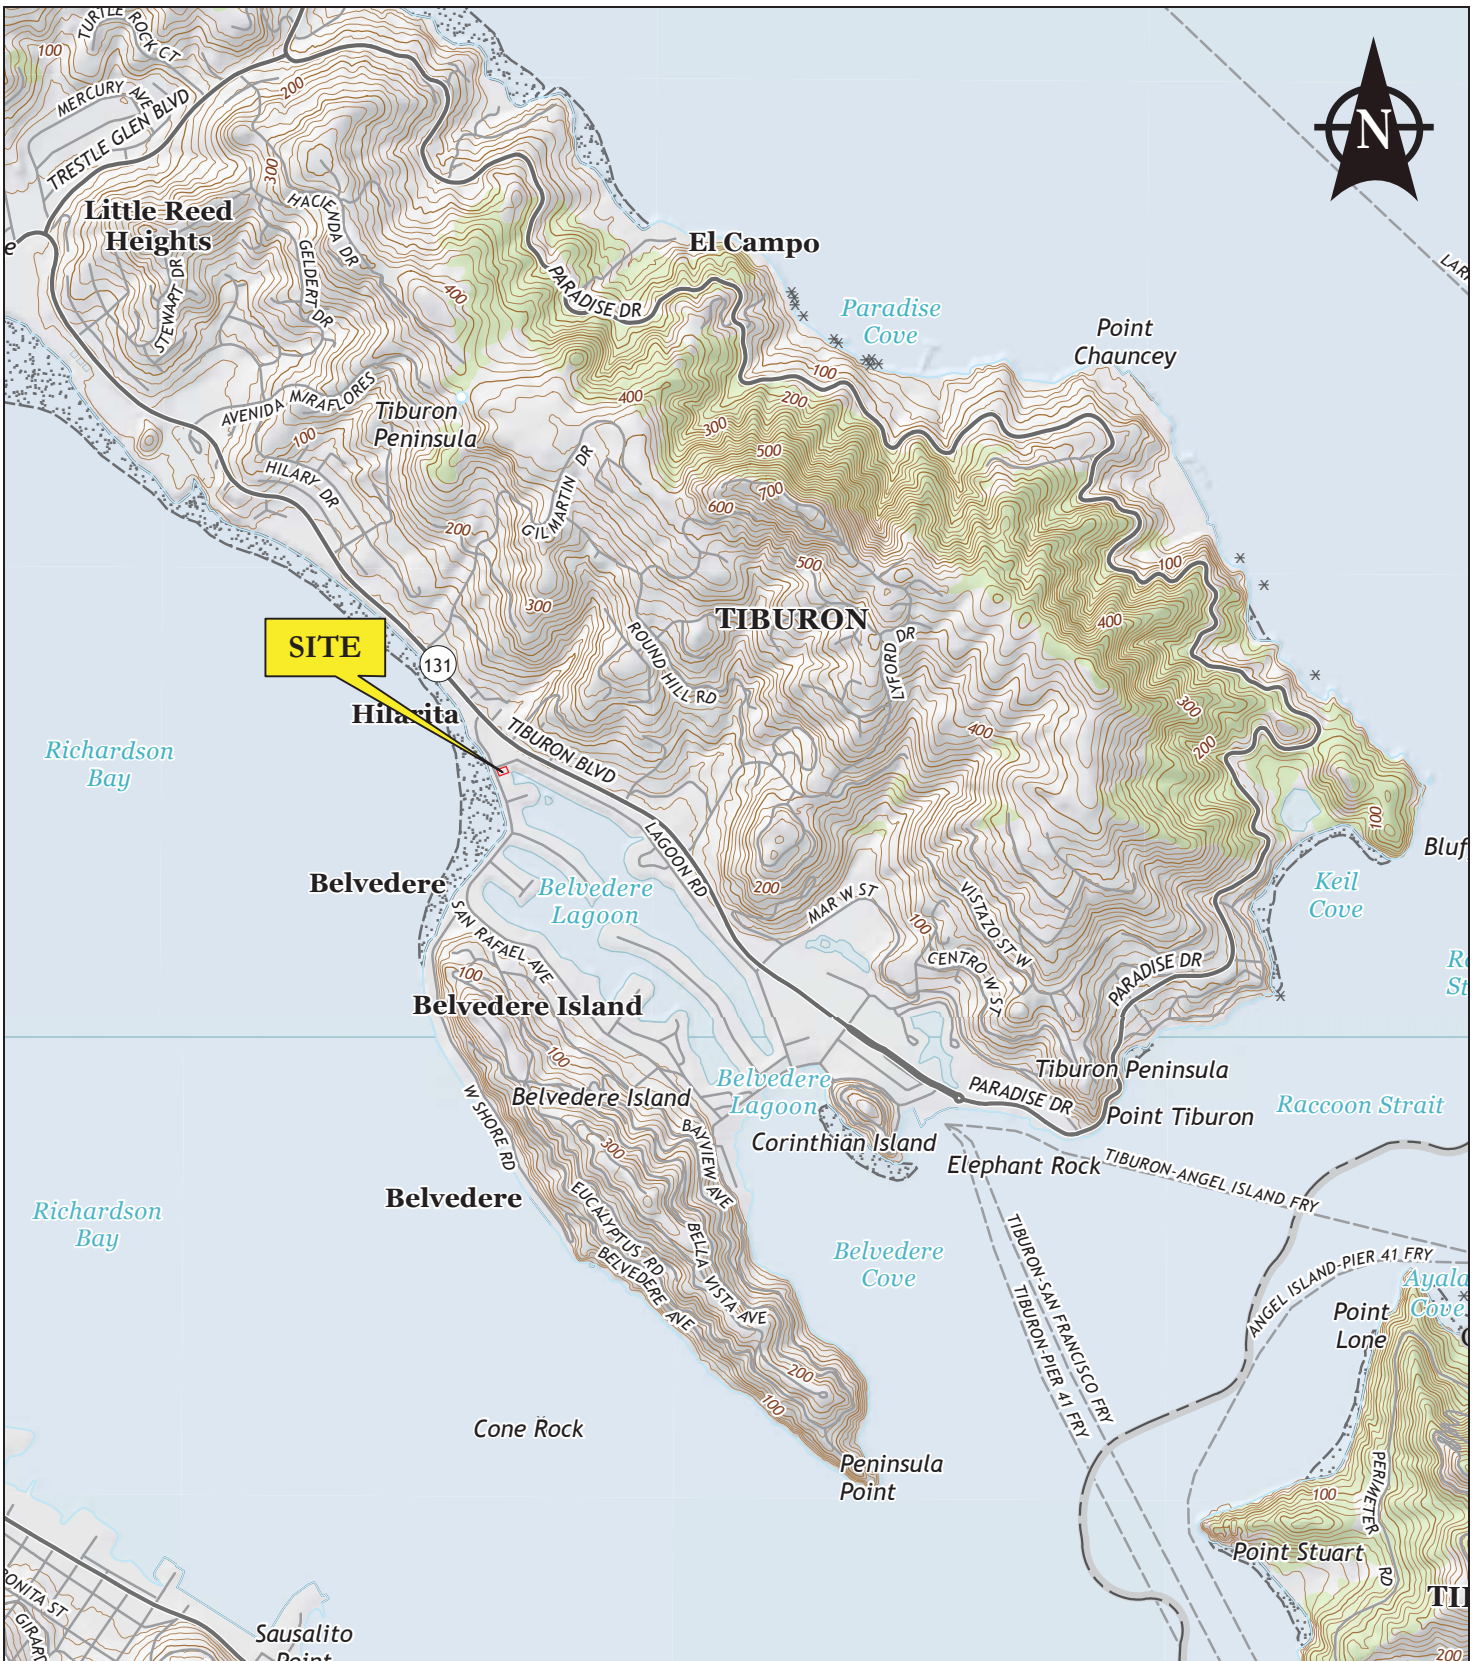 TURTLE ROCK CT
100
MERCURY AVE
TRESTLE GLEN BLVD
200
N
300
Little Reed
Heights
HACIENDA DR
GELDERT DR
STEWART DR
El Campo
400
PARADISE DR
Paradise
Cove
Point
Chauncey
100
200
400
300
500
AVENIDA MIRAFLORES
Tiburon
Peninsula
100
HILARY DR
GILMARTIN DR
600
700
200
500
100
300
TIBURON
400
SITE
131
ROUND HILL RD
LYFORD DR
Hilarita
TIBURON BLVD
400
300
200
Richardson
Bay
100
LAGOON RD
Belvedere
Belvedere
Lagoon
200
MAR W ST
VISTAZO ST W
Keil
Cove
SAN RAFAEL AVE
100
CENTRO W ST
PARADISE DR
100
Belvedere Island
100
Belvedere Island
W SHORE RD
Belvedere
Lagoon
Tiburon Peninsula
PARADISE DR
Point Tiburon
Raccoon Strait
BAYVIEW AVE
300
Corinthian Island
Elephant Rock
TIBURON-ANGEL ISLAND FRY
Belvedere
EUCALYPTUS RD
BELVEDERE AVE
BELLA VISTA AVE
Richardson
Bay
Belvedere
Cove
TIBURON-SAN FRANCISCO FRY
TIBURON-PIER 41 FRY
ANGEL ISLAND-PIER 41 FRY
Ayala
Cove
Point
Lone
200
100
Cone Rock
Peninsula
Point
100
PERIMETER RD
Point Stuart
Sausalito
Point
200